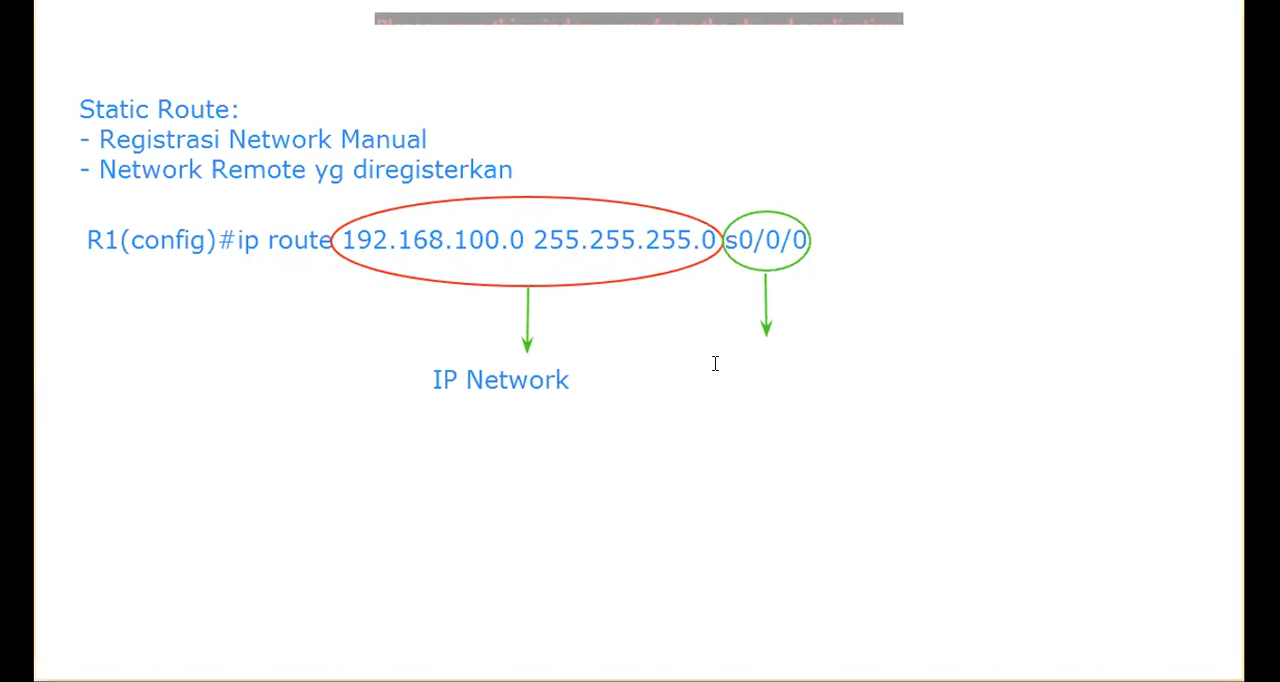 Static Route:
- Registrasi Network Manual
- Network Remote yg diregisterkan
R1(config)#ip route 192.168.100.0 255.255.255.0 s0/0/0
IP Network